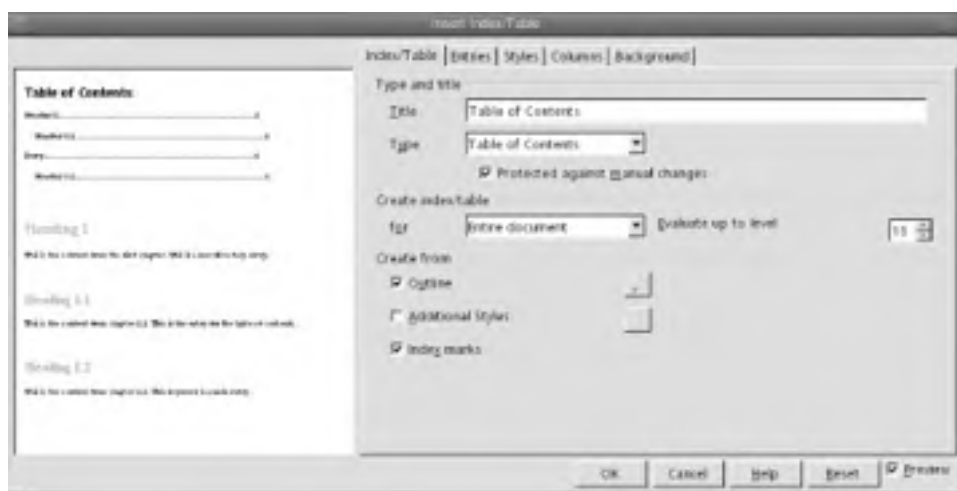 Insert Index/Table
Index/Table Entries Styles Columns Background
Table of Contents
Heading 1
Heading 1.1
Heading 1.2
Type and title
Title Table of Contents
Type Table of Contents
Protected against manual changes
Create index/table
for Entire document Evaluate up to level 10
Create from
Outline
Additional Styles
Index marks
OK Cancel Help Reset Preview